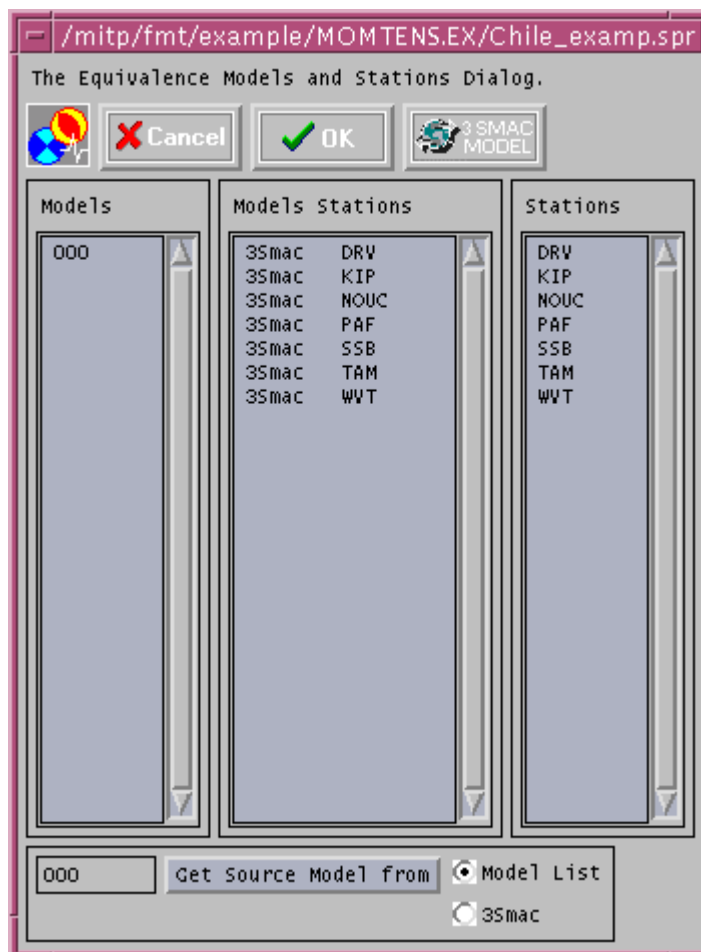 /mitp/fmt/example/MOMTENS.EX/Chile_examp.spr
The Equivalence Models and Stations Dialog.
Cancel
OK
3 SMAC
MODEL
Models
000
Models Stations
3Smac DRV
3Smac KIP
3Smac NOUC
3Smac PAF
3Smac SSB
3Smac TAM
3Smac WVT
Stations
DRV
KIP
NOUC
PAF
SSB
TAM
WVT
000
Get Source Model from
Model List
3Smac